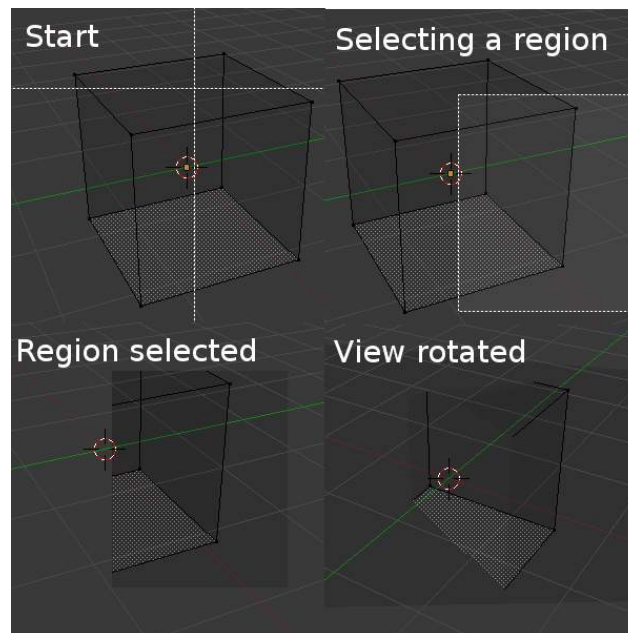 Start
Selecting a region
Region selected
View rotated